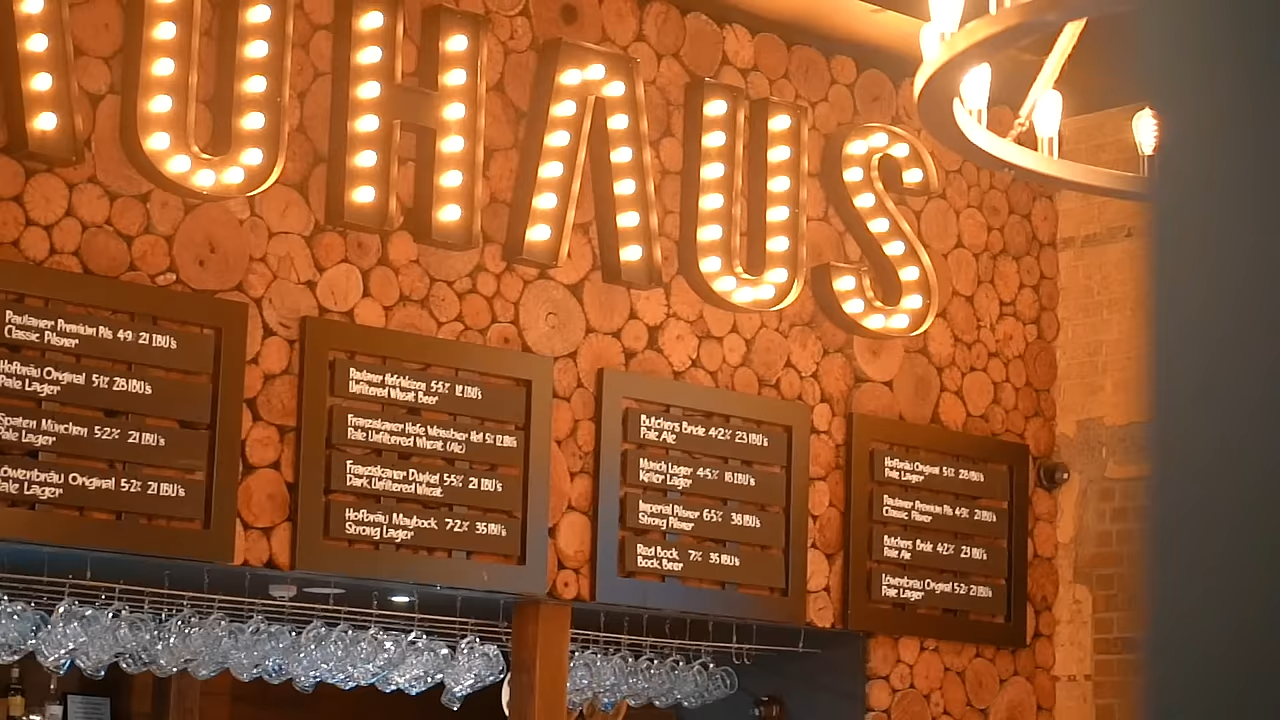 AUHAUS
Paulaner Premium Pils 4·9% 21 IBU's
Classic Pilsner
Hofbräu Original 5·1% 28 IBU's
Pale Lager
Spaten München 5·2% 21 IBU's
Pale Lager
Löwenbräu Original 5·2% 21 IBU's
Pale Lager
Paulaner HefeWeizen 5·5% 12 IBU's
Unfiltered Wheat Beer
Franziskaner Hefe Weissbier Hell 5% 12 IBU's
Pale Unfiltered Wheat (Ale)
Franziskaner Dunkel 5·5% 21 IBU's
Dark Unfiltered Wheat
Hofbräu Maybock 7·2% 35 IBU's
Strong Lager
Butchers Bride 4·2% 23 IBU's
Pale Ale
Munich Lager 4·5% 18 IBU's
Keller Lager
Imperial Pilsner 6·5% 38 IBU's
Strong Pilsner
Red Bock 7% 35 IBU's
Bock Beer
Hofbräu Original 5·1% 28 IBU's
Pale Lager
Paulaner Premium Pils 4·9% 21 IBU's
Classic Pilsner
Butchers Bride 4·2% 23 IBU's
Pale Ale
Löwenbräu Original 5·2% 21 IBU's
Pale Lager